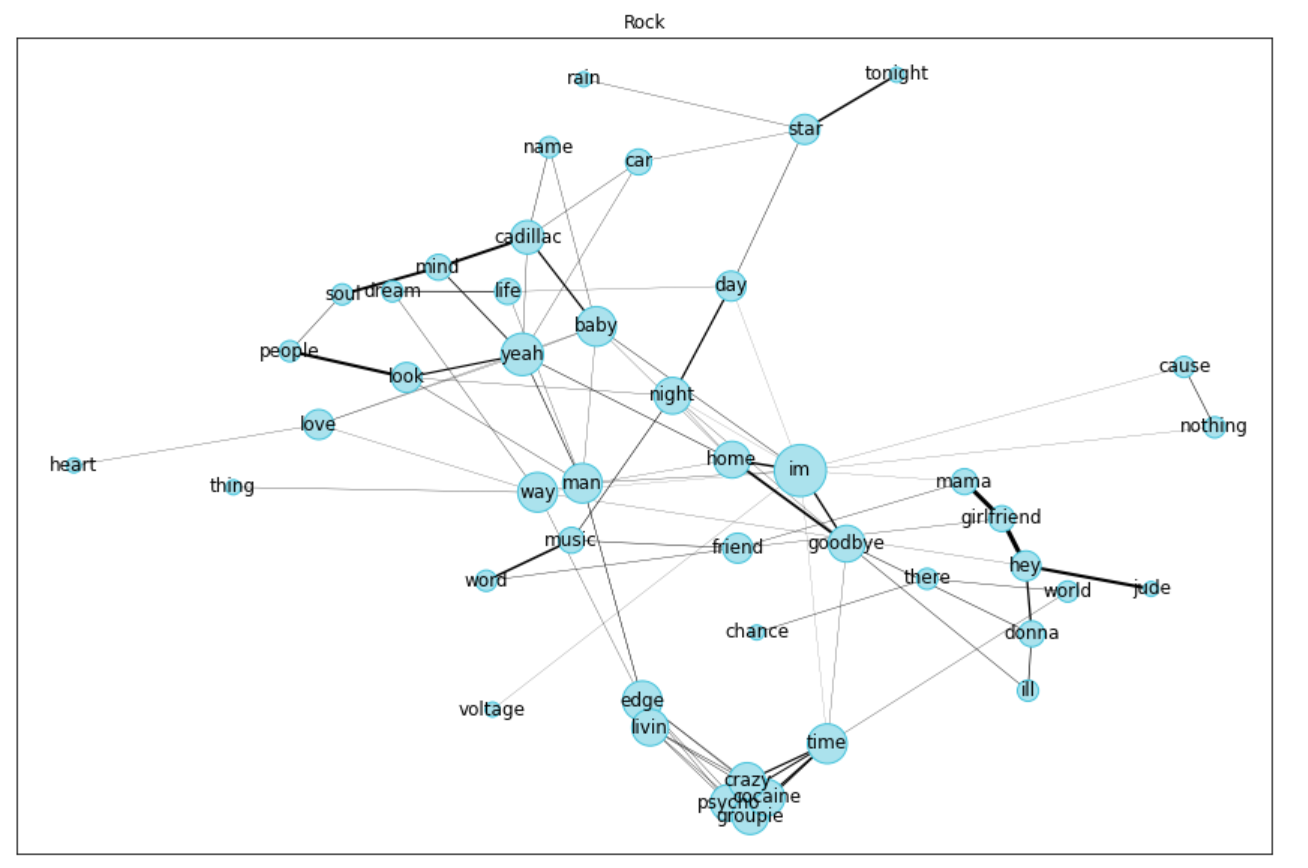 Rock
tonight
rain
star
name
car
cadillac
mind
day
soul
dream
life
baby
people
yeah
cause
look
night
love
nothing
home
heart
im
mama
thing
man
way
girlfriend
music
goodbye
friend
hey
there
word
jude
world
chance
donna
ill
edge
voltage
livin
time
crazy
cocaine
psycho
groupie